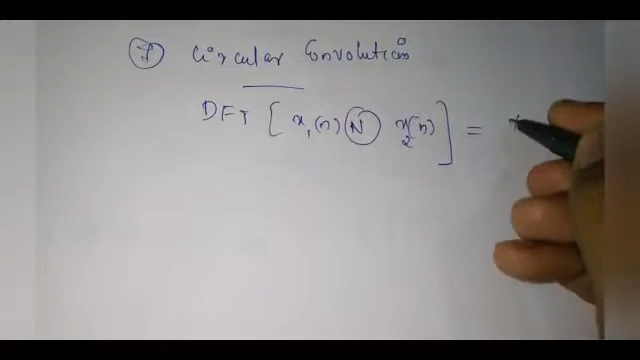 7 Circular Convolution
DFT [ x₁(n) Ⓝ x₂(n) ] =